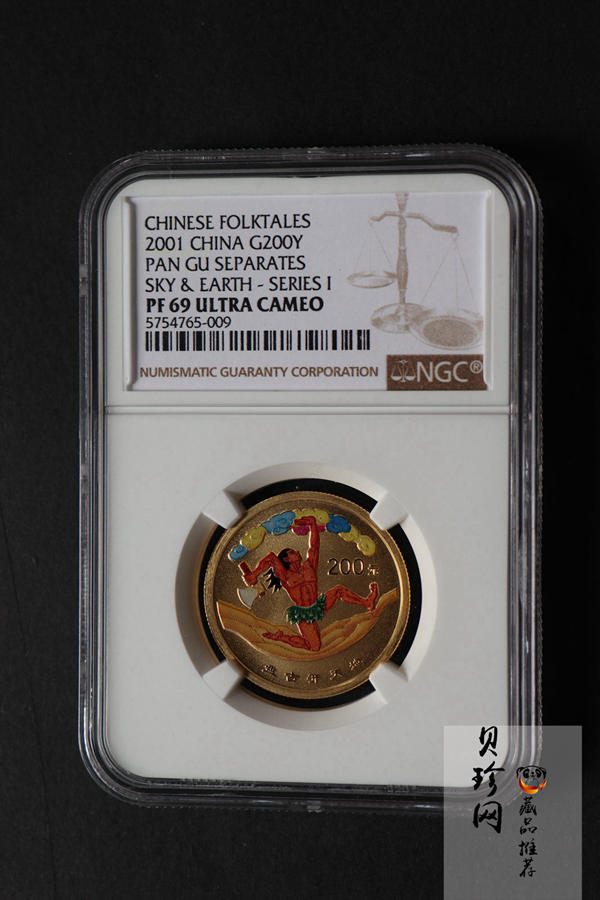 CHINESE FOLKTALES
2001 CHINA G200Y
PAN GU SEPARATES
SKY & EARTH - SERIES I
PF 69 ULTRA CAMEO
5754765-009
NUMISMATIC GUARANTY CORPORATION
NGC®
200元
盘古开天地
贝珍网
藏品推荐